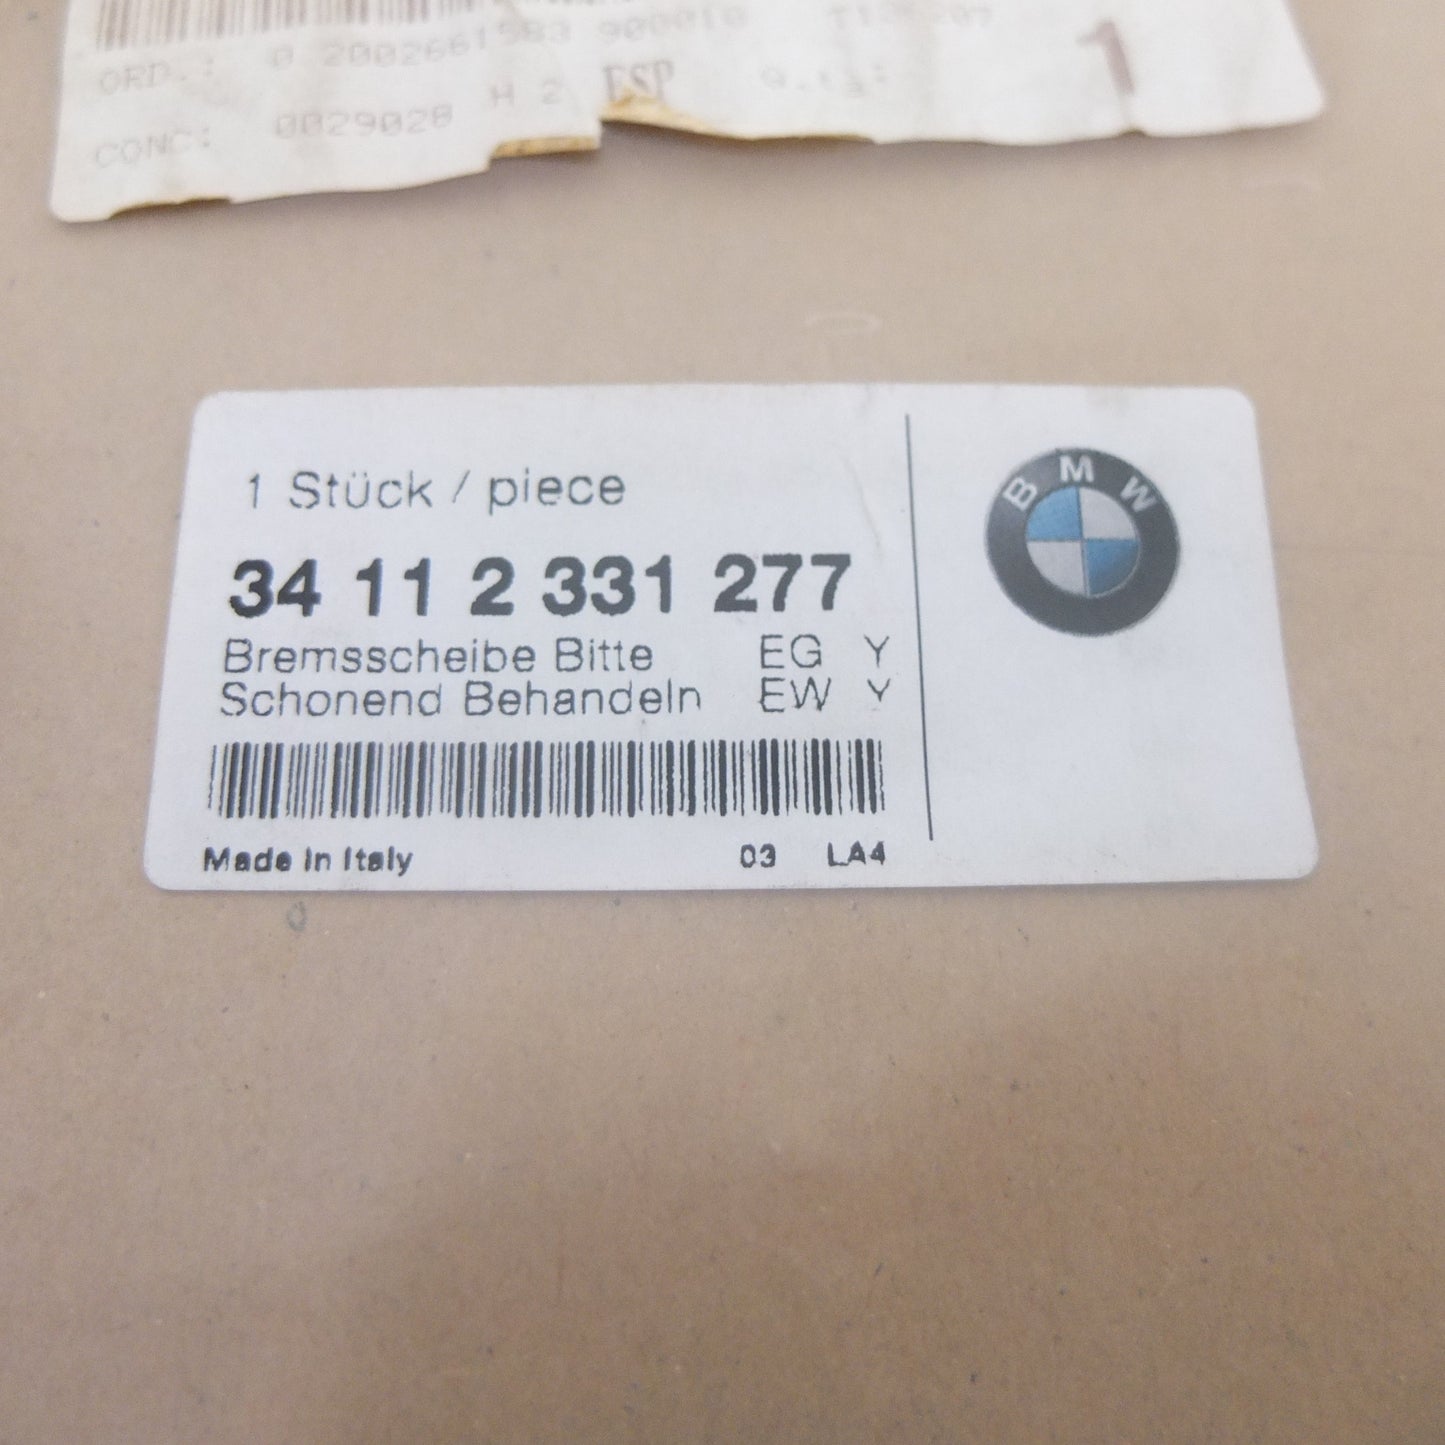 ORD.: 0 2002661583 900010
CONC: 0029028 H 2 ESP
1
1 Stück / piece
34 11 2 331 277
Bremsscheibe Bitte EG Y
Schonend Behandeln EW Y
Made in Italy 03 LA4
BMW